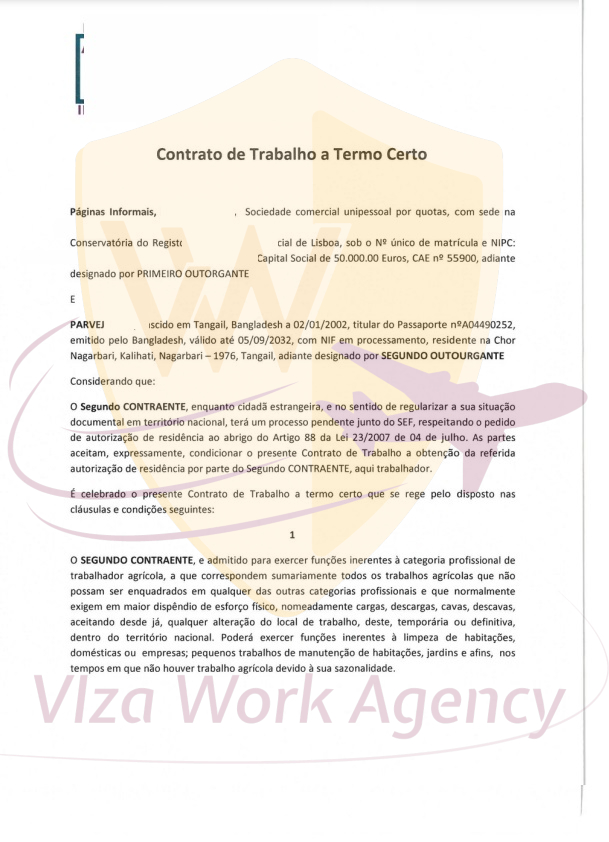 Contrato de Trabalho a Termo Certo
Páginas Informais, , Sociedade comercial unipessoal por quotas, com sede na
Conservatória do Registo cial de Lisboa, sob o Nº único de matrícula e NIPC:
Capital Social de 50.000.00 Euros, CAE nº 55900, adiante
designado por PRIMEIRO OUTORGANTE
E
PARVEJ iscido em Tangail, Bangladesh a 02/01/2002, titular do Passaporte nºA04490252,
emitido pelo Bangladesh, válido até 05/09/2032, com NIF em processamento, residente na Chor
Nagarbari, Kalihati, Nagarbari – 1976, Tangail, adiante designado por SEGUNDO OUTOURGANTE
Considerando que:
O Segundo CONTRAENTE, enquanto cidadã estrangeira, e no sentido de regularizar a sua situação
documental em território nacional, terá um processo pendente junto do SEF, respeitando o pedido
de autorização de residência ao abrigo do Artigo 88 da Lei 23/2007 de 04 de julho. As partes
aceitam, expressamente, condicionar o presente Contrato de Trabalho a obtenção da referida
autorização de residência por parte do Segundo CONTRAENTE, aqui trabalhador.
É celebrado o presente Contrato de Trabalho a termo certo que se rege pelo disposto nas
cláusulas e condições seguintes:
1
O SEGUNDO CONTRAENTE, e admitido para exercer funções inerentes à categoria profissional de
trabalhador agrícola, a que correspondem sumariamente todos os trabalhos agrícolas que não
possam ser enquadrados em qualquer das outras categorias profissionais e que normalmente
exigem em maior dispêndio de esforço físico, nomeadamente cargas, descargas, cavas, descavas,
aceitando desde já, qualquer alteração do local de trabalho, deste, temporária ou definitiva,
dentro do território nacional. Poderá exercer funções inerentes à limpeza de habitações,
domésticas ou empresas; pequenos trabalhos de manutenção de habitações, jardins e afins, nos
tempos em que não houver trabalho agrícola devido à sua sazonalidade.
VIza Work Agency